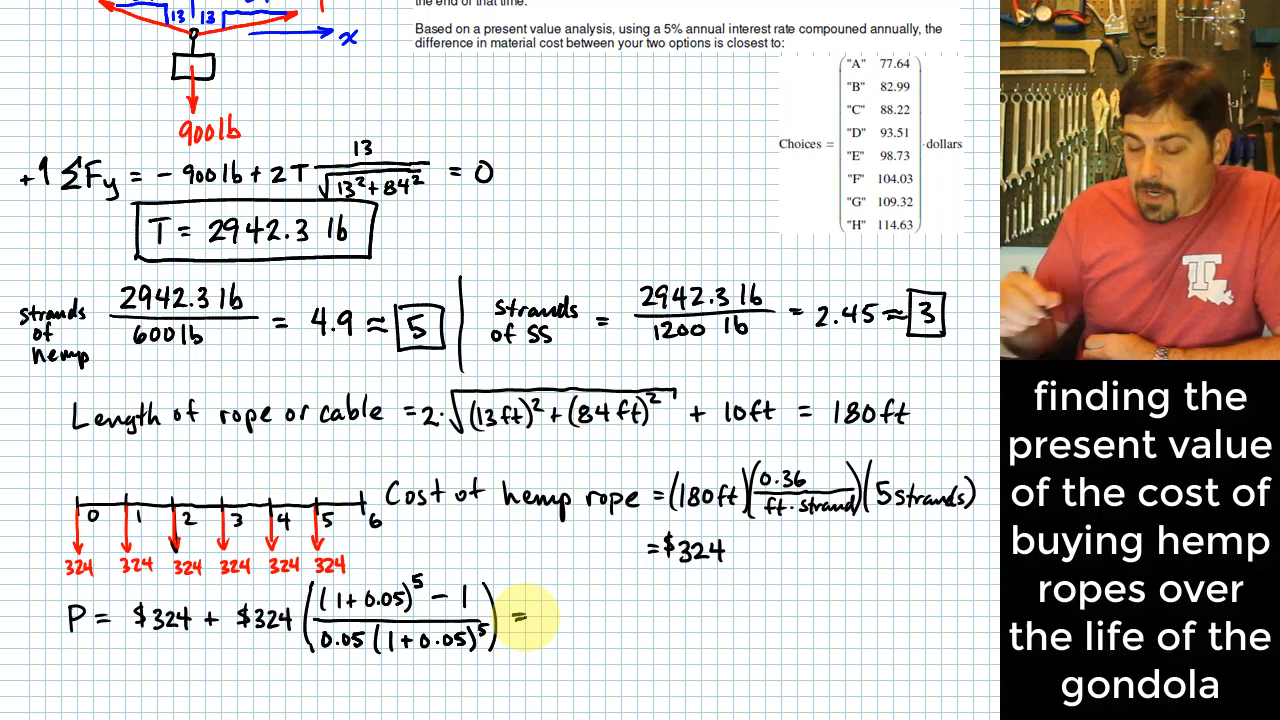 the end of that time.
Based on a present value analysis, using a 5% annual interest rate compouned annually, the
difference in material cost between your two options is closest to:
13 13
x
900lb
Choices = "A" 77.64
"B" 82.99
"C" 88.22
"D" 93.51
"E" 98.73
"F" 104.03
"G" 109.32
"H" 114.63
· dollars
+↑ ΣFy = - 900 lb + 2T 13/√(13² + 84²) = 0
T = 2942.3 lb
strands of hemp 2942.3 lb / 600 lb = 4.9 ≈ 5
strands of SS = 2942.3 lb / 1200 lb = 2.45 ≈ 3
Length of rope or cable = 2·√((13ft)² + (84ft)²) + 10ft = 180ft
0 1 2 3 4 5 6
324 324 324 324 324 324
Cost of hemp rope = (180ft)(0.36 / ft·strand)(5 strands)
= $324
P = $324 + $324 (((1+0.05)⁵ - 1) / (0.05(1+0.05)⁵)) =
T
finding the
present value
of the cost of
buying hemp
ropes over
the life of the
gondola